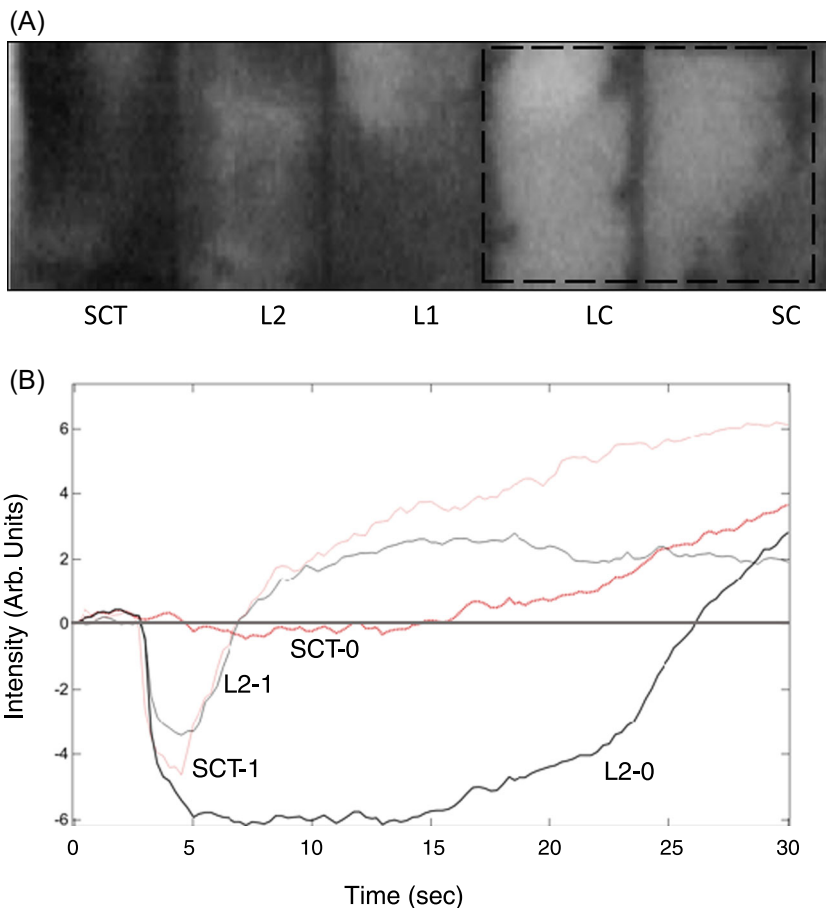 (A)
SCT L2 L1 LC SC
(B)
Intensity (Arb. Units)
6
4
2
0
-2
-4
-6
SCT-0
L2-1
SCT-1
L2-0
0 5 10 15 20 25 30
Time (sec)